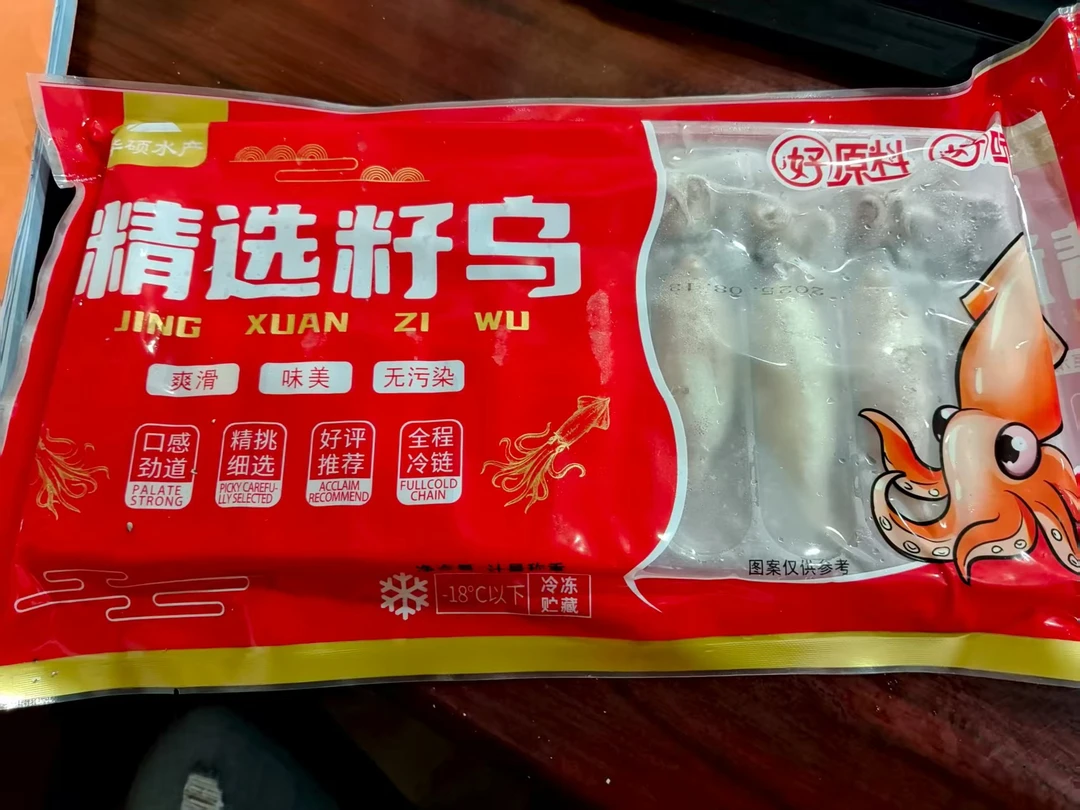 硕水产
好原料
精选籽乌
JING XUAN ZI WU
2025.08.13
爽滑 味美 无污染
口感劲道
PALATE STRONG
精挑细选
PICKY CAREFU-LLY SELECTED
好评推荐
ACCLAIM RECOMMEND
全程冷链
FULLCOLD CHAIN
图案仅供参考
-18°C以下
冷冻贮藏